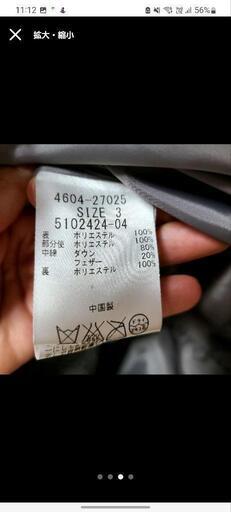 11:12
56%
拡大・縮小
4604-27025
SIZE 3
5102424-04
表 ポリエステル 100%
部分使 ポリエステル 100%
中綿 ダウン 80%
フェザー 20%
裏 ポリエステル 100%
中国製